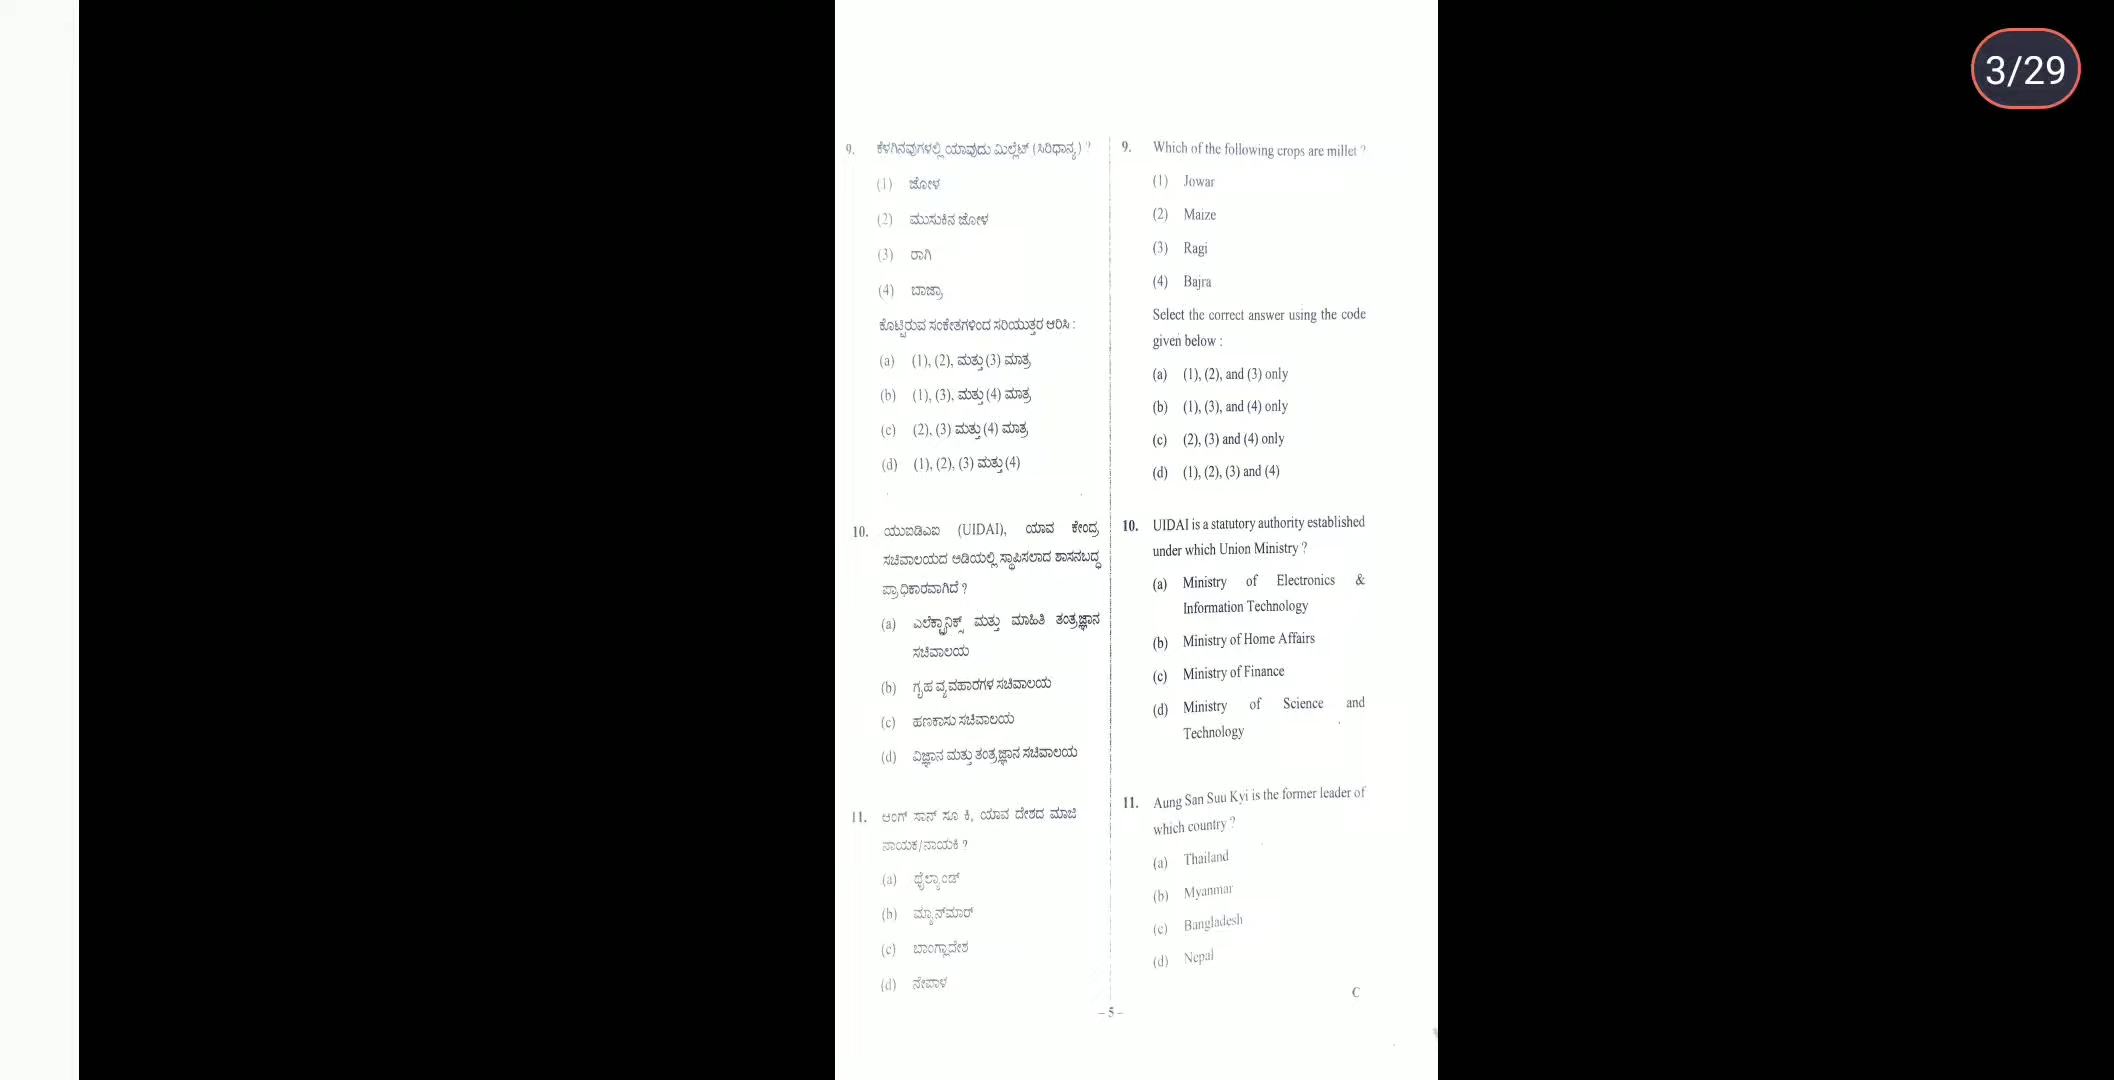 3/29
9. ಕೆಳಗಿನವುಗಳಲ್ಲಿ ಯಾವುದು ಮಿಲ್ಲೆಟ್ (ಸಿರಿಧಾನ್ಯ) ?
(1) ಜೋಳ
(2) ಮುಸುಕಿನ ಜೋಳ
(3) ರಾಗಿ
(4) ಬಾಜ್ರಾ
ಕೊಟ್ಟಿರುವ ಸಂಕೇತಗಳಿಂದ ಸರಿಯುತ್ತರ ಆರಿಸಿ :
(a) (1), (2), ಮತ್ತು (3) ಮಾತ್ರ
(b) (1), (3), ಮತ್ತು (4) ಮಾತ್ರ
(c) (2), (3) ಮತ್ತು (4) ಮಾತ್ರ
(d) (1), (2), (3) ಮತ್ತು (4)
10. ಯುಐಡಿಎಐ (UIDAI), ಯಾವ ಕೇಂದ್ರ
ಸಚಿವಾಲಯದ ಅಡಿಯಲ್ಲಿ ಸ್ಥಾಪಿಸಲಾದ ಶಾಸನಬದ್ಧ
ಪ್ರಾಧಿಕಾರವಾಗಿದೆ ?
(a) ಎಲೆಕ್ಟ್ರಾನಿಕ್ಸ್ ಮತ್ತು ಮಾಹಿತಿ ತಂತ್ರಜ್ಞಾನ
ಸಚಿವಾಲಯ
(b) ಗೃಹ ವ್ಯವಹಾರಗಳ ಸಚಿವಾಲಯ
(c) ಹಣಕಾಸು ಸಚಿವಾಲಯ
(d) ವಿಜ್ಞಾನ ಮತ್ತು ತಂತ್ರಜ್ಞಾನ ಸಚಿವಾಲಯ
11. ಆಂಗ್ ಸಾನ್ ಸೂ ಕಿ, ಯಾವ ದೇಶದ ಮಾಜಿ
ನಾಯಕ/ನಾಯಕಿ ?
(a) ಥೈಲ್ಯಾಂಡ್
(b) ಮ್ಯಾನ್‌ಮಾರ್
(c) ಬಾಂಗ್ಲಾದೇಶ
(d) ನೇಪಾಳ
9. Which of the following crops are millet ?
(1) Jowar
(2) Maize
(3) Ragi
(4) Bajra
Select the correct answer using the code
given below :
(a) (1), (2), and (3) only
(b) (1), (3), and (4) only
(c) (2), (3) and (4) only
(d) (1), (2), (3) and (4)
10. UIDAI is a statutory authority established
under which Union Ministry ?
(a) Ministry of Electronics &
Information Technology
(b) Ministry of Home Affairs
(c) Ministry of Finance
(d) Ministry of Science and
Technology
11. Aung San Suu Kyi is the former leader of
which country ?
(a) Thailand
(b) Myanmar
(c) Bangladesh
(d) Nepal
C
– 5 –